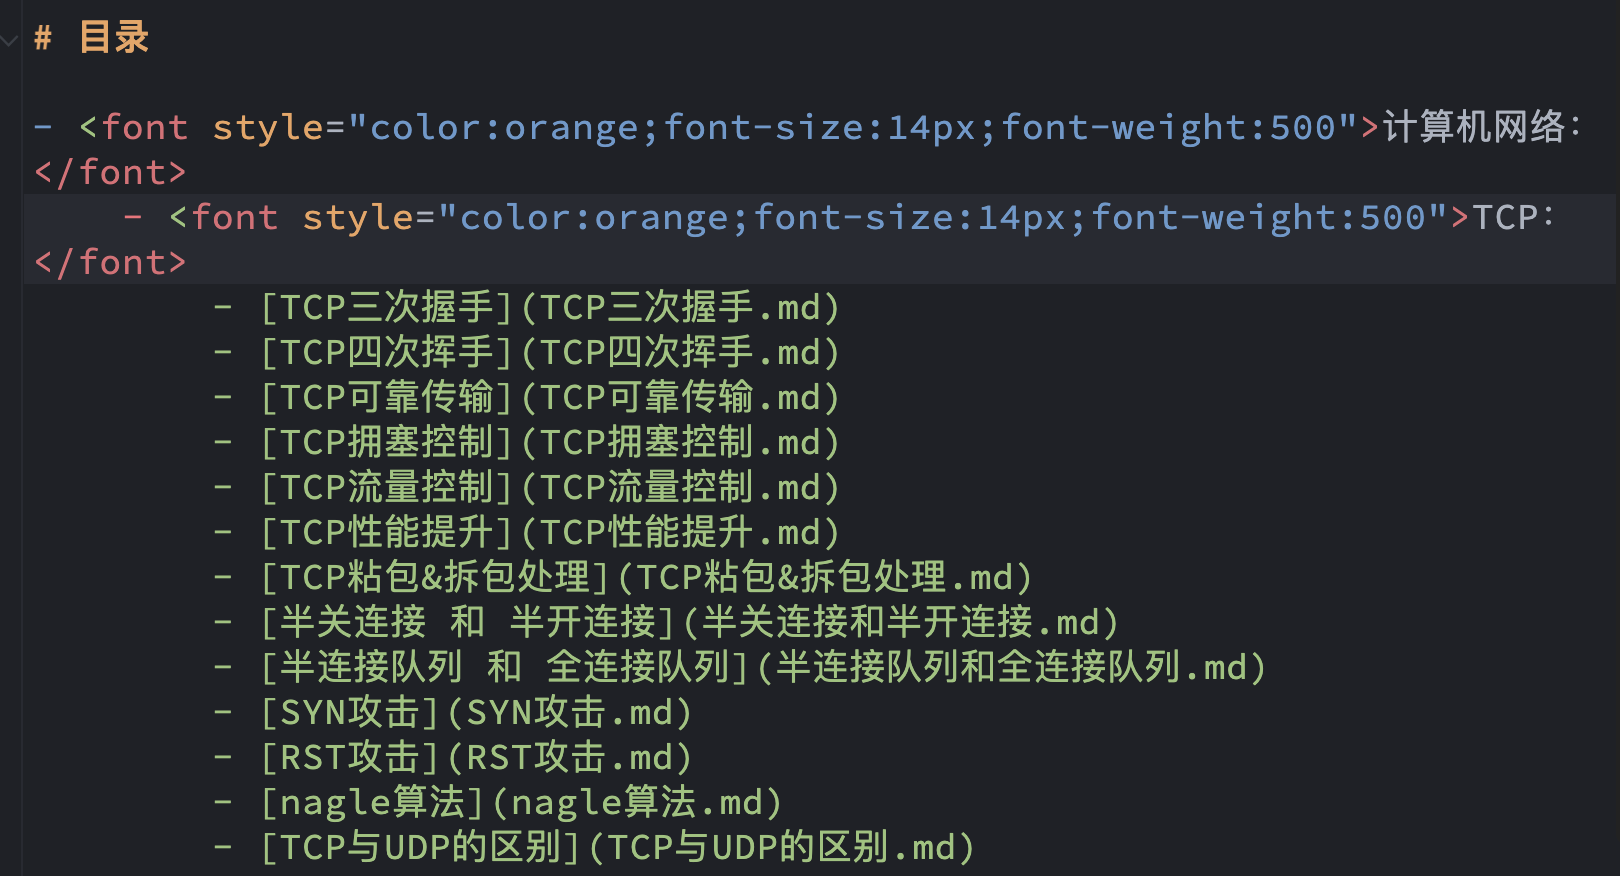 # 目录
- <font style="color:orange;font-size:14px;font-weight:500">计算机网络：
</font>
- <font style="color:orange;font-size:14px;font-weight:500">TCP：
</font>
- [TCP三次握手](TCP三次握手.md)
- [TCP四次挥手](TCP四次挥手.md)
- [TCP可靠传输](TCP可靠传输.md)
- [TCP拥塞控制](TCP拥塞控制.md)
- [TCP流量控制](TCP流量控制.md)
- [TCP性能提升](TCP性能提升.md)
- [TCP粘包&拆包处理](TCP粘包&拆包处理.md)
- [半关连接 和 半开连接](半关连接和半开连接.md)
- [半连接队列 和 全连接队列](半连接队列和全连接队列.md)
- [SYN攻击](SYN攻击.md)
- [RST攻击](RST攻击.md)
- [nagle算法](nagle算法.md)
- [TCP与UDP的区别](TCP与UDP的区别.md)